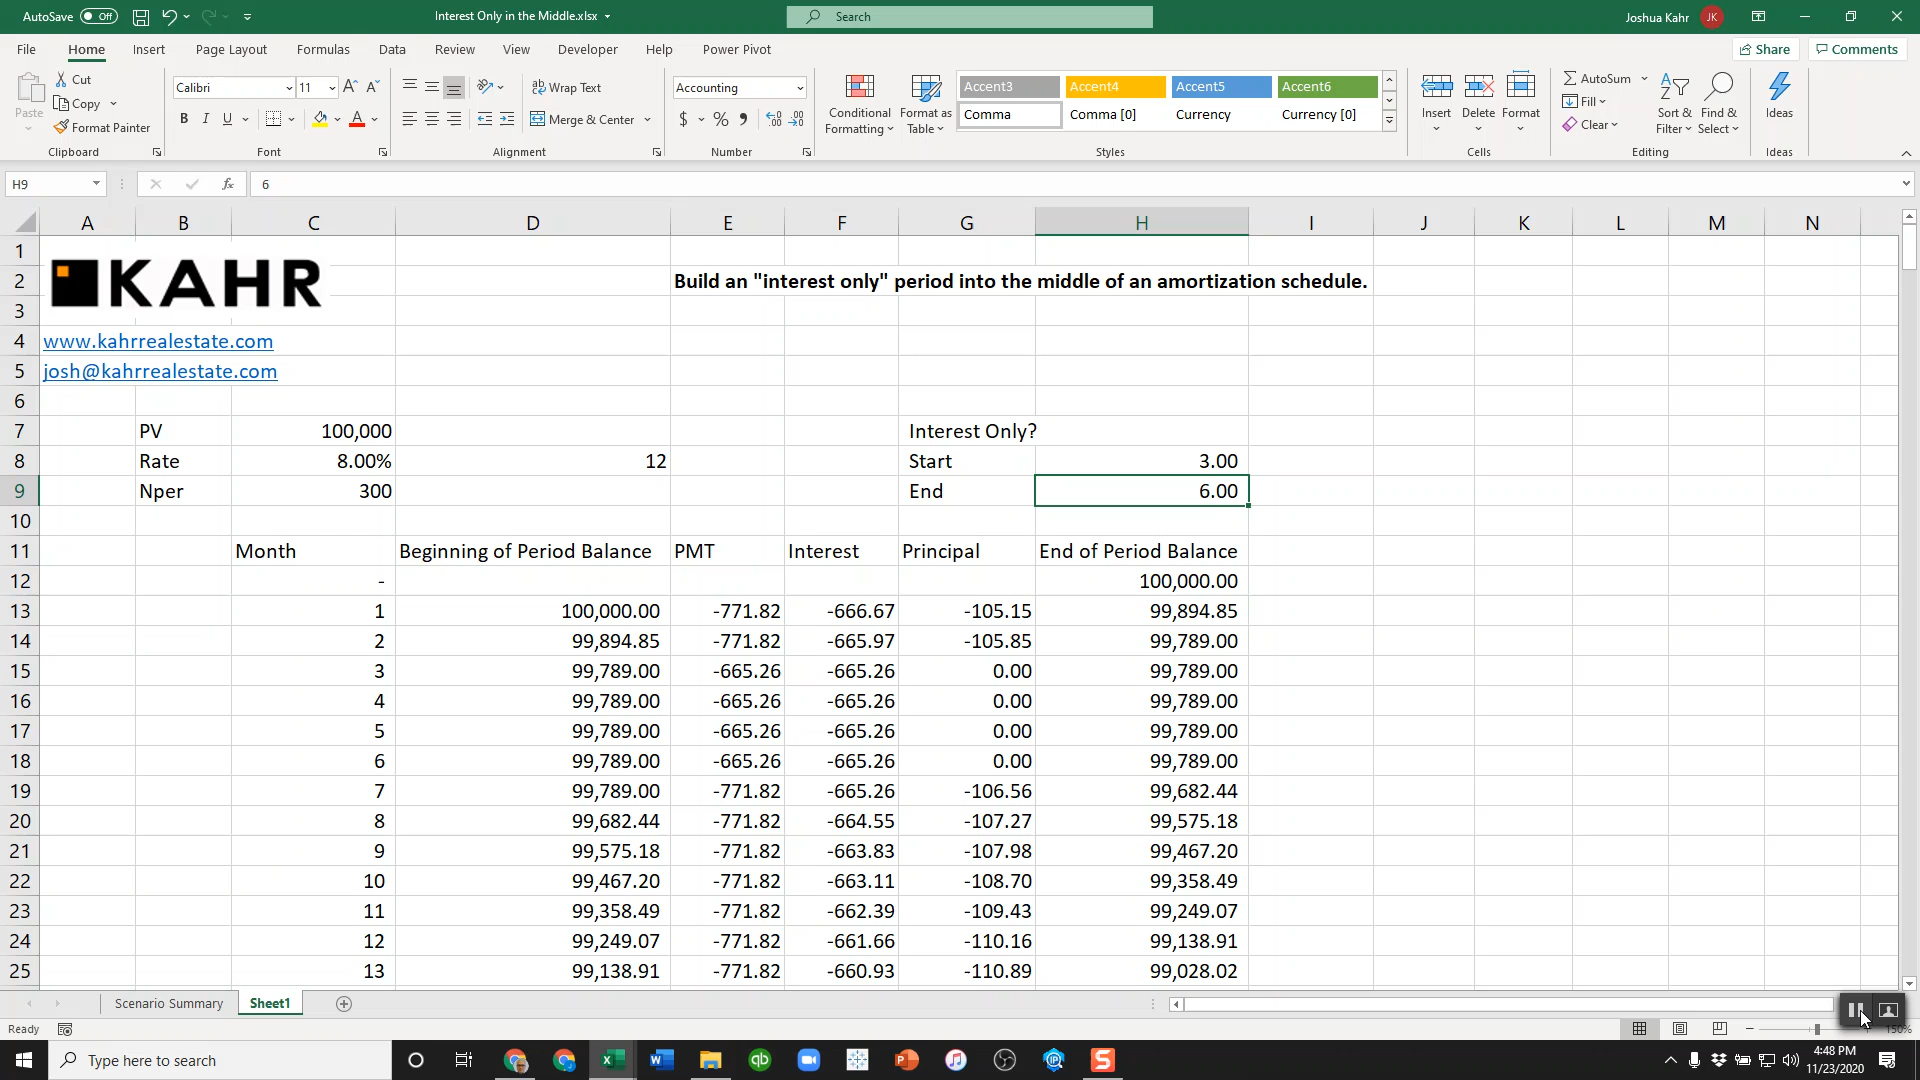 AutoSave Off Interest Only in the Middle.xlsx Search Joshua Kahr JK
File Home Insert Page Layout Formulas Data Review View Developer Help Power Pivot Share Comments
Paste Cut Copy Format Painter Clipboard
Calibri 11 A A B I U A Font
Wrap Text Merge & Center Alignment
Accounting $ % Number
Conditional Formatting Format as Table
Accent3 Accent4 Accent5 Accent6
Comma Comma [0] Currency Currency [0]
Styles
Insert Delete Format Cells
AutoSum Fill Clear Sort & Filter Find & Select Editing
Ideas Ideas
H9 fx 6
A B C D E F G H I J K L M N
1
2 KAHR Build an "interest only" period into the middle of an amortization schedule.
3
4 www.kahrrealestate.com
5 josh@kahrrealestate.com
6
7 PV 100,000 Interest Only?
8 Rate 8.00% 12 Start 3.00
9 Nper 300 End 6.00
10
11 Month Beginning of Period Balance PMT Interest Principal End of Period Balance
12 - 100,000.00
13 1 100,000.00 -771.82 -666.67 -105.15 99,894.85
14 2 99,894.85 -771.82 -665.97 -105.85 99,789.00
15 3 99,789.00 -665.26 -665.26 0.00 99,789.00
16 4 99,789.00 -665.26 -665.26 0.00 99,789.00
17 5 99,789.00 -665.26 -665.26 0.00 99,789.00
18 6 99,789.00 -665.26 -665.26 0.00 99,789.00
19 7 99,789.00 -771.82 -665.26 -106.56 99,682.44
20 8 99,682.44 -771.82 -664.55 -107.27 99,575.18
21 9 99,575.18 -771.82 -663.83 -107.98 99,467.20
22 10 99,467.20 -771.82 -663.11 -108.70 99,358.49
23 11 99,358.49 -771.82 -662.39 -109.43 99,249.07
24 12 99,249.07 -771.82 -661.66 -110.16 99,138.91
25 13 99,138.91 -771.82 -660.93 -110.89 99,028.02
Scenario Summary Sheet1
Ready 150%
Type here to search 4:48 PM
11/23/2020